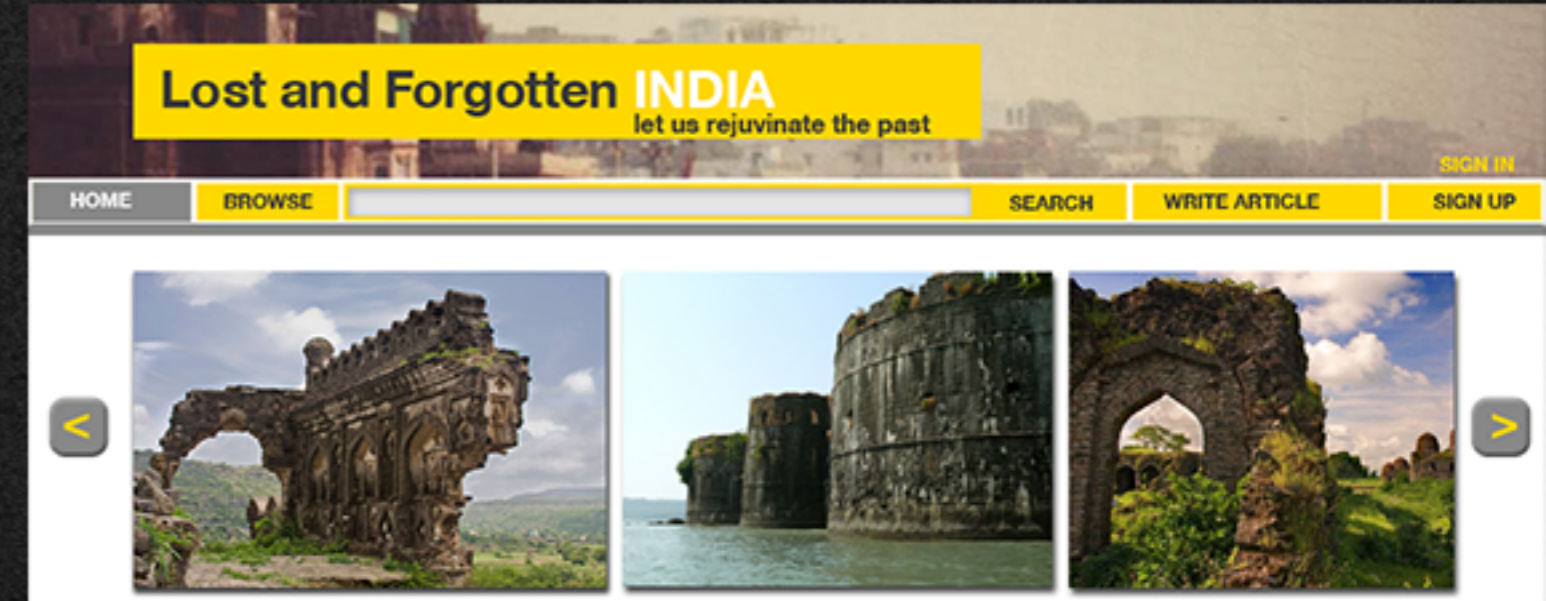 Lost and Forgotten INDIA
let us rejuvinate the past
SIGN IN
HOME BROWSE SEARCH WRITE ARTICLE SIGN UP
< >